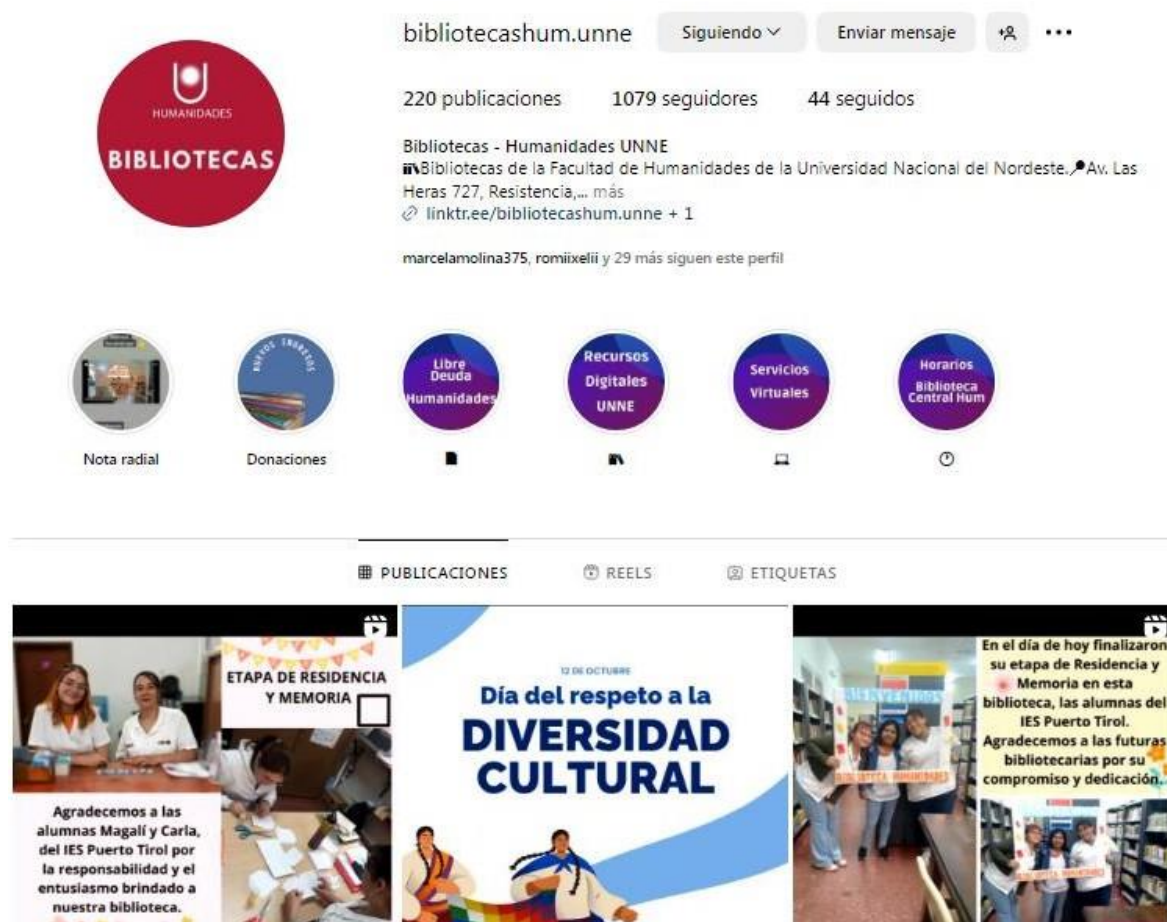 bibliotecashum.unne
Siguiendo
Enviar mensaje
220 publicaciones
1079 seguidores
44 seguidos
Bibliotecas - Humanidades UNNE
Bibliotecas de la Facultad de Humanidades de la Universidad Nacional del Nordeste. Av. Las
Heras 727, Resistencia,... más
linktr.ee/bibliotecashum.unne + 1
marcelamolina375, romiixelii y 29 más siguen este perfil
HUMANIDADES
BIBLIOTECAS
NUEVOS INGRESOS
Libre
Deuda
Humanidades
Recursos
Digitales
UNNE
Servicios
Virtuales
Horarios
Biblioteca
Central Hum
Nota radial
Donaciones
PUBLICACIONES
REELS
ETIQUETAS
ETAPA DE RESIDENCIA
Y MEMORIA
Agradecemos a las
alumnas Magalí y Carla,
del IES Puerto Tirol por
la responsabilidad y el
entusiasmo brindado a
nuestra biblioteca.
12 DE OCTUBRE
Día del respeto a la
DIVERSIDAD
CULTURAL
BIENVENIDOS
BIBLIOTECA HUMANIDADES
En el día de hoy finalizaron
su etapa de Residencia y
Memoria en esta
biblioteca, las alumnas del
IES Puerto Tirol.
Agradecemos a las futuras
bibliotecarias por su
compromiso y dedicación.
BIBLIOTECA HUMANIDADES